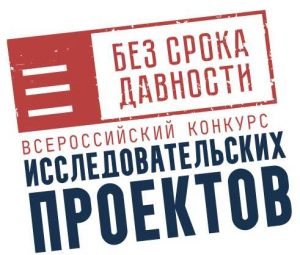 БЕЗ СРОКА
ДАВНОСТИ
ВСЕРОССИЙСКИЙ КОНКУРС
ИССЛЕДОВАТЕЛЬСКИХ
ПРОЕКТОВ